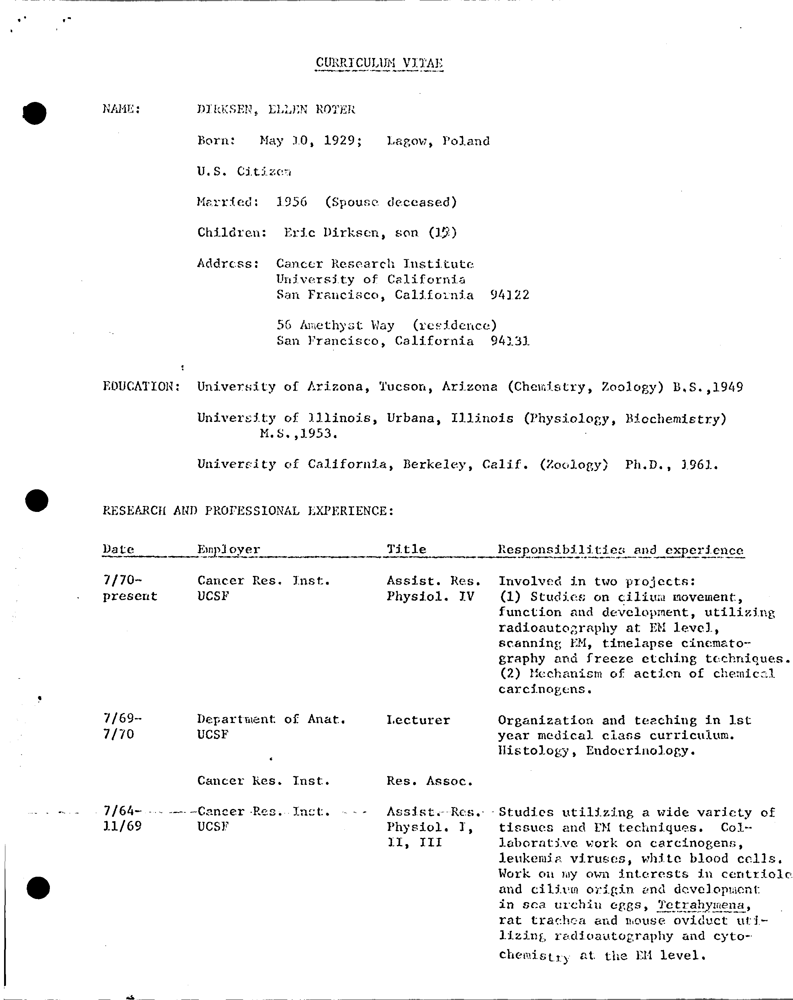 CURRICULUM VITAE
NAME: DIRKSEN, ELLEN ROTER
Born: May 10, 1929; Lagow, Poland
U.S. Citizen
Married: 1956 (Spouse deceased)
Children: Eric Dirksen, son
Address: Cancer Research Institute
University of California
San Francisco, California 94122
56 Amethyst Way (residence)
San Francisco, California 94131
EDUCATION: University of Arizona, Tucson, Arizona (Chemistry, Zoology) B.S.,1949
University of Illinois, Urbana, Illinois (Physiology, Biochemistry)
M.S.,1953.
University of California, Berkeley, Calif. (Zoology) Ph.D., 1961.
RESEARCH AND PROFESSIONAL EXPERIENCE:
Date Employer Title Responsibilities and experience
7/70- Cancer Res. Inst. Assist. Res. Involved in two projects:
present UCSF Physiol. IV (1) Studies on cilium movement,
function and development, utilizing
radioautography at EM level,
scanning EM, timelapse cinemato-
graphy and freeze etching techniques.
(2) Mechanism of action of chemical
carcinogens.
7/69- Department of Anat. Lecturer Organization and teaching in 1st
7/70 UCSF year medical class curriculum.
Histology, Endocrinology.
Cancer Res. Inst. Res. Assoc.
7/64- Cancer Res. Inst. Assist. Res. Studies utilizing a wide variety of
11/69 UCSF Physiol. I, tissues and EM techniques. Col-
II, III laborative work on carcinogens,
leukemia viruses, white blood cells.
Work on my own interests in centriole
and cilium origin and development
in sea urchin eggs, Tetrahymena,
rat trachea and mouse oviduct uti-
lizing radioautography and cyto-
chemistry at the EM level.